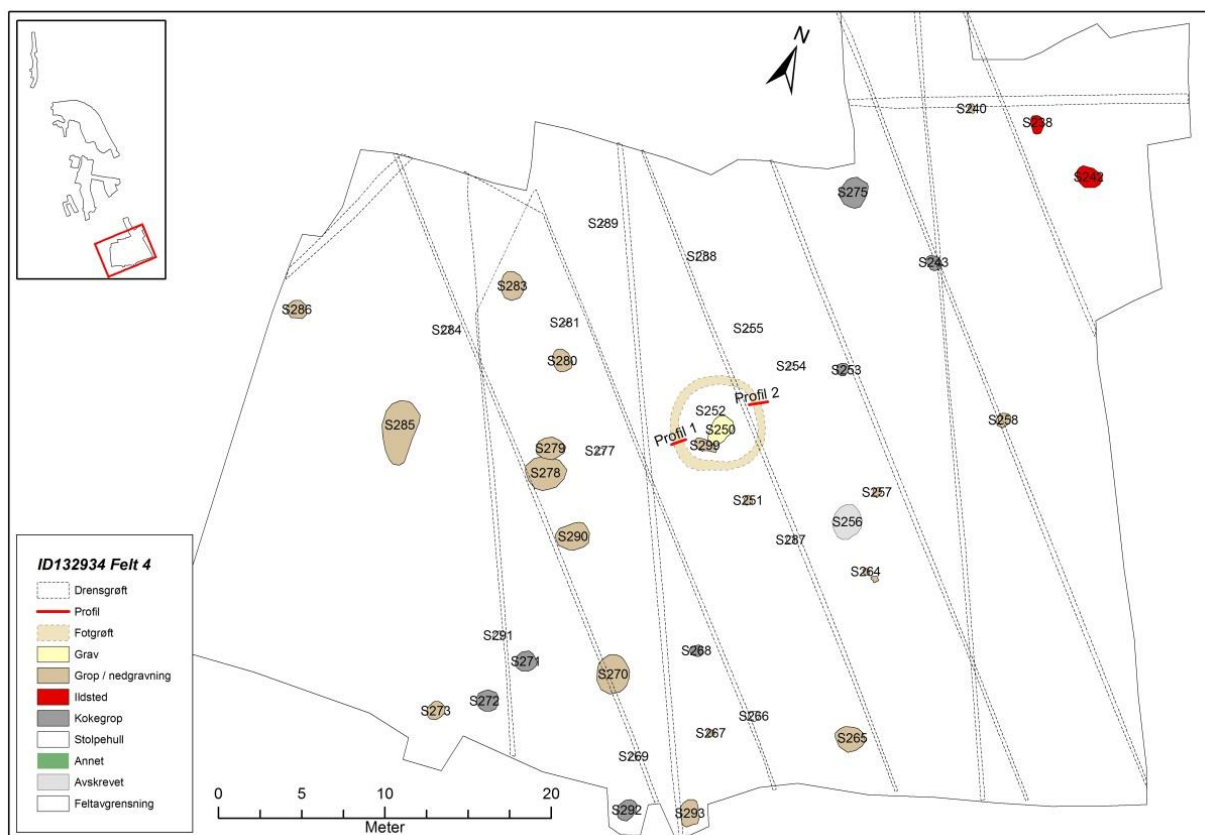 N
S240
S238
S242
S275
S289
S288
S243
S283
S286
S284
S281
S255
S280
S254
S253
Profil 2
S252
S285
S250
S258
Profil 1
S299
S279
S277
S278
S257
S251
S256
S290
S287
S264
S291
S268
S271
S270
S272
S273
S266
S267
S265
S269
S292
S293
ID132934 Felt 4
Drensgrøft
Profil
Fotgrøft
Grav
Grop / nedgravning
Ildsted
Kokegrop
Stolpehull
Annet
Avskrevet
Feltavgrensning
0 5 10 20
Meter